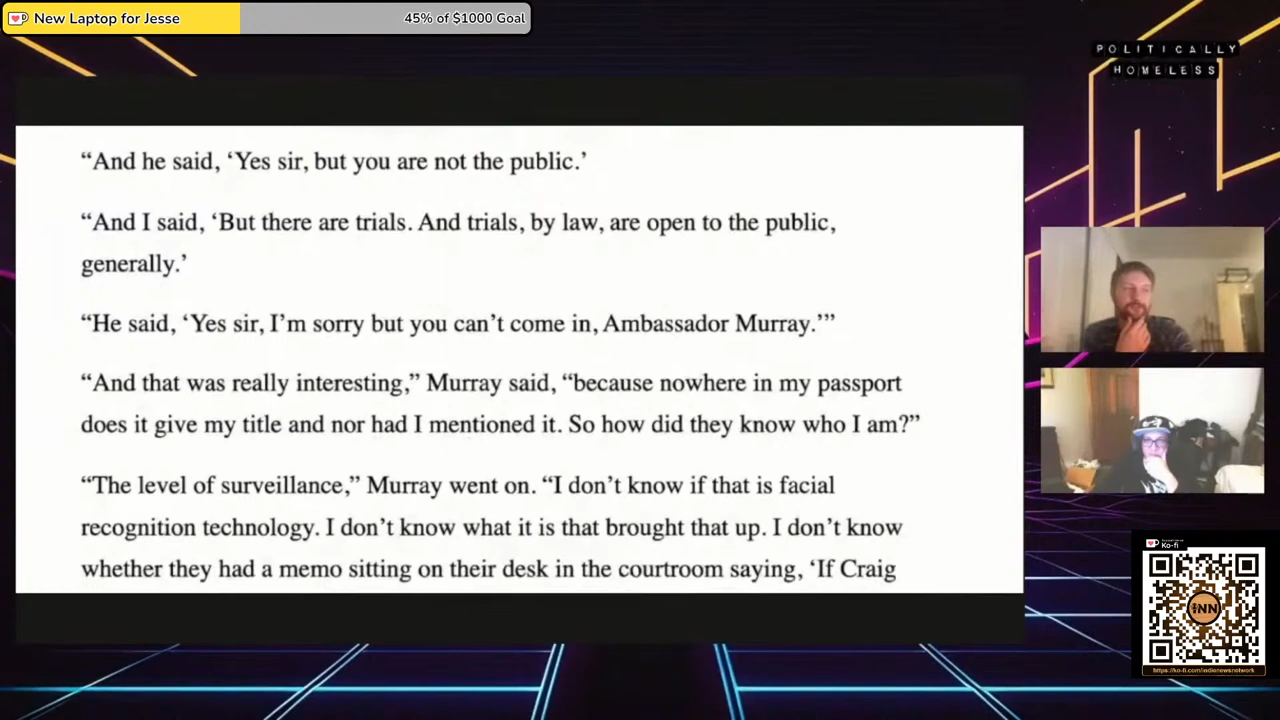 New Laptop for Jesse
45% of $1000 Goal
POLITICALLY
HOMELESS
“And he said, ‘Yes sir, but you are not the public.’
“And I said, ‘But there are trials. And trials, by law, are open to the public,
generally.’
“He said, ‘Yes sir, I’m sorry but you can’t come in, Ambassador Murray.’”
“And that was really interesting,” Murray said, “because nowhere in my passport
does it give my title and nor had I mentioned it. So how did they know who I am?”
“The level of surveillance,” Murray went on. “I don’t know if that is facial
recognition technology. I don’t know what it is that brought that up. I don’t know
whether they had a memo sitting on their desk in the courtroom saying, ‘If Craig
Ko-fi
iNN
https://ko-fi.com/indienewsnetwork